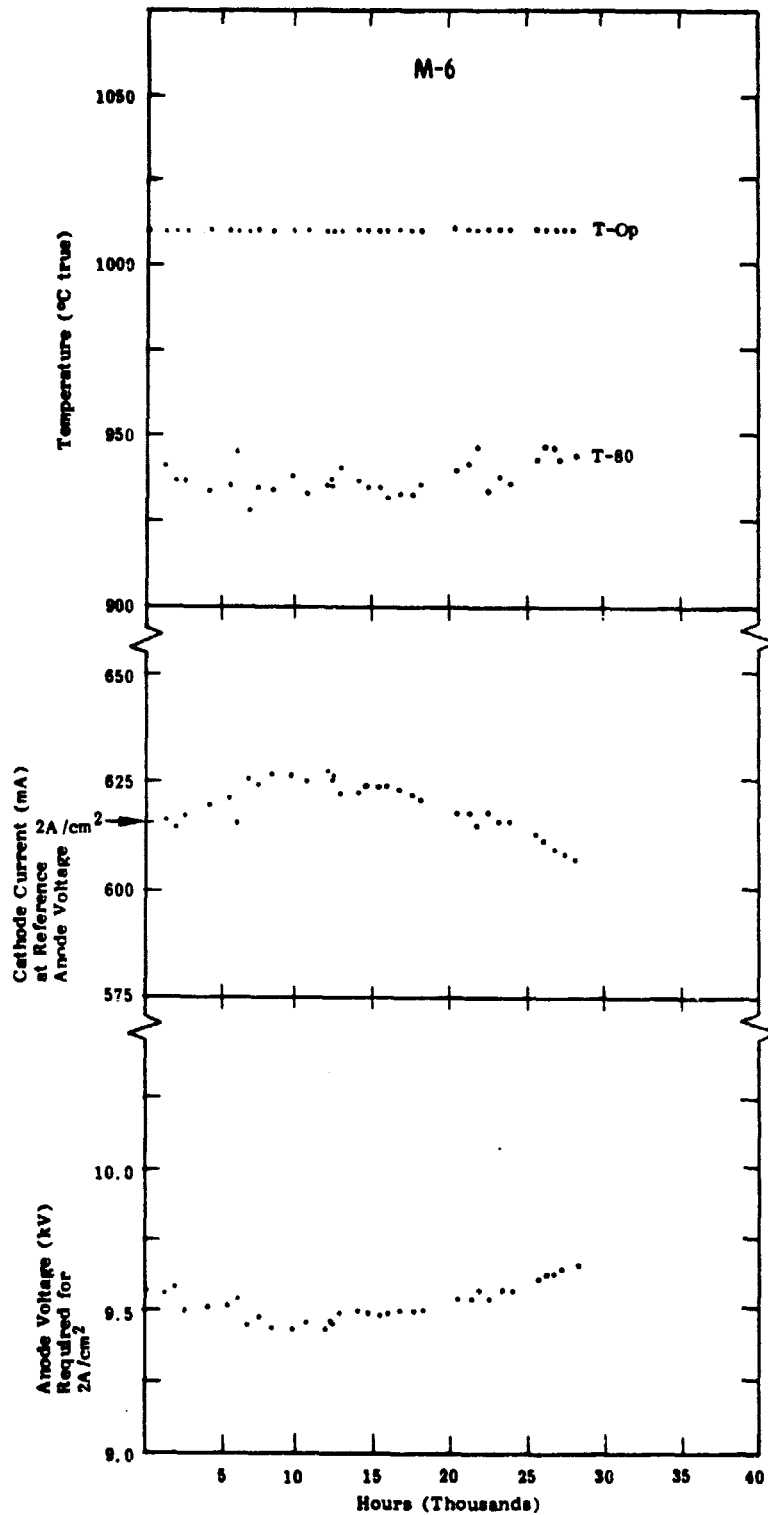 M-6
1050
T-Op
1000
Temperature (°C true)
950
T-80
900
650
625
2A/cm²
600
575
Cathode Current (mA)
at Reference
Anode Voltage
10.0
9.5
9.0
Anode Voltage (kV)
Required for
2A/cm²
5 10 15 20 25 30 35 40
Hours (Thousands)